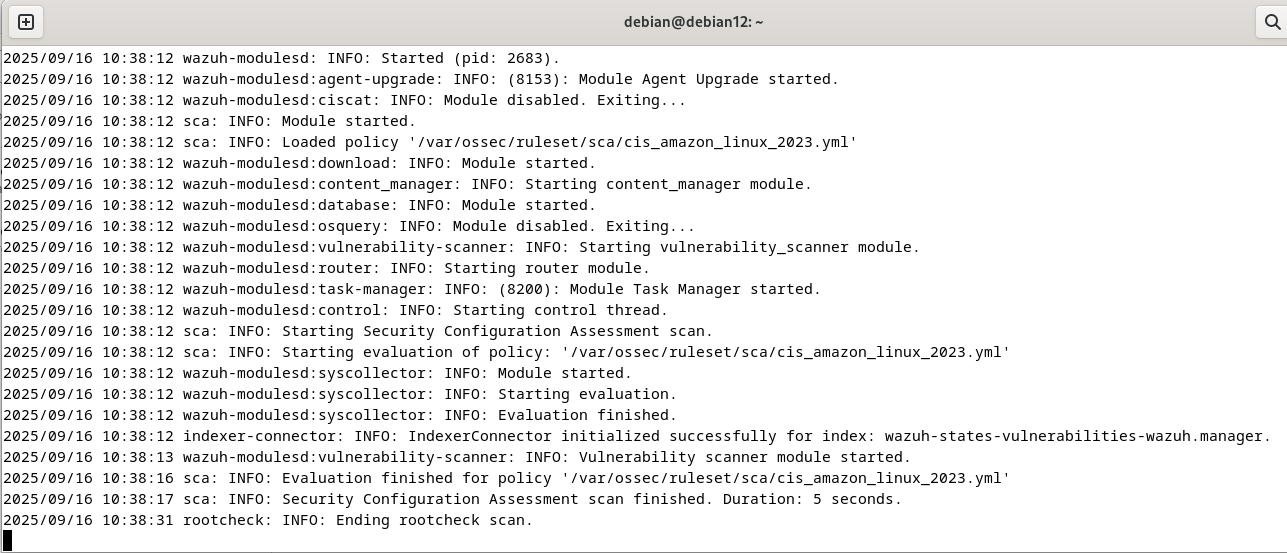 debian@debian12: ~
2025/09/16 10:38:12 wazuh-modulesd: INFO: Started (pid: 2683).
2025/09/16 10:38:12 wazuh-modulesd:agent-upgrade: INFO: (8153): Module Agent Upgrade started.
2025/09/16 10:38:12 wazuh-modulesd:ciscat: INFO: Module disabled. Exiting...
2025/09/16 10:38:12 sca: INFO: Module started.
2025/09/16 10:38:12 sca: INFO: Loaded policy '/var/ossec/ruleset/sca/cis_amazon_linux_2023.yml'
2025/09/16 10:38:12 wazuh-modulesd:download: INFO: Module started.
2025/09/16 10:38:12 wazuh-modulesd:content_manager: INFO: Starting content_manager module.
2025/09/16 10:38:12 wazuh-modulesd:database: INFO: Module started.
2025/09/16 10:38:12 wazuh-modulesd:osquery: INFO: Module disabled. Exiting...
2025/09/16 10:38:12 wazuh-modulesd:vulnerability-scanner: INFO: Starting vulnerability_scanner module.
2025/09/16 10:38:12 wazuh-modulesd:router: INFO: Starting router module.
2025/09/16 10:38:12 wazuh-modulesd:task-manager: INFO: (8200): Module Task Manager started.
2025/09/16 10:38:12 wazuh-modulesd:control: INFO: Starting control thread.
2025/09/16 10:38:12 sca: INFO: Starting Security Configuration Assessment scan.
2025/09/16 10:38:12 sca: INFO: Starting evaluation of policy: '/var/ossec/ruleset/sca/cis_amazon_linux_2023.yml'
2025/09/16 10:38:12 wazuh-modulesd:syscollector: INFO: Module started.
2025/09/16 10:38:12 wazuh-modulesd:syscollector: INFO: Starting evaluation.
2025/09/16 10:38:12 wazuh-modulesd:syscollector: INFO: Evaluation finished.
2025/09/16 10:38:12 indexer-connector: INFO: IndexerConnector initialized successfully for index: wazuh-states-vulnerabilities-wazuh.manager.
2025/09/16 10:38:13 wazuh-modulesd:vulnerability-scanner: INFO: Vulnerability scanner module started.
2025/09/16 10:38:16 sca: INFO: Evaluation finished for policy '/var/ossec/ruleset/sca/cis_amazon_linux_2023.yml'
2025/09/16 10:38:17 sca: INFO: Security Configuration Assessment scan finished. Duration: 5 seconds.
2025/09/16 10:38:31 rootcheck: INFO: Ending rootcheck scan.